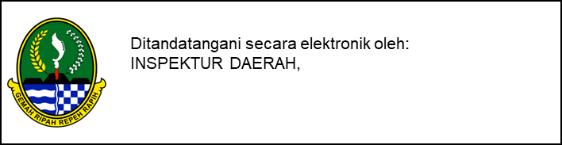 Ditandatangani secara elektronik oleh:
INSPEKTUR DAERAH,
GEMAH RIPAH REPEH RAPIH